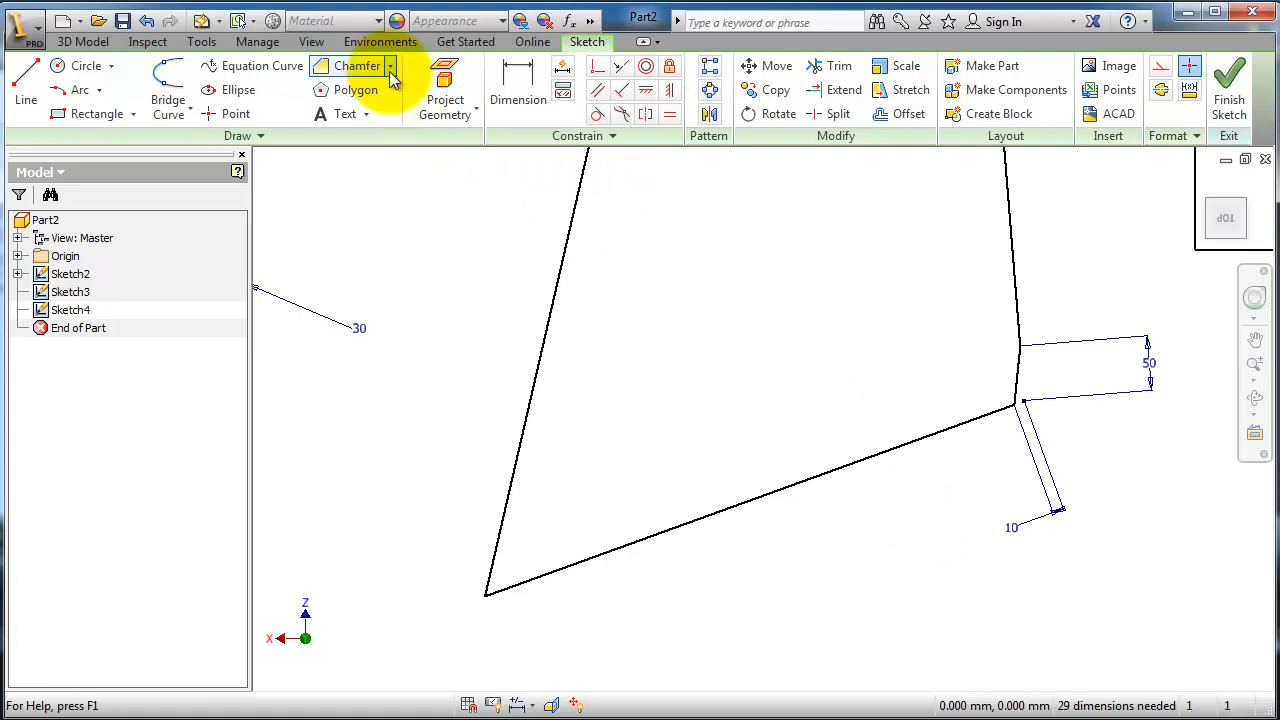 PRO
Material
Appearance
Part2
Type a keyword or phrase
Sign In
3D Model
Inspect
Tools
Manage
View
Environments
Get Started
Online
Sketch
Line
Circle
Arc
Rectangle
Bridge
Curve
Equation Curve
Ellipse
Point
Chamfer
Polygon
Text
Project
Geometry
Dimension
Move
Copy
Rotate
Trim
Extend
Split
Scale
Stretch
Offset
Make Part
Make Components
Create Block
Image
Points
ACAD
Finish
Sketch
Draw
Constrain
Pattern
Modify
Layout
Insert
Format
Exit
Model
Part2
View: Master
Origin
Sketch2
Sketch3
Sketch4
End of Part
TOP
30
50
10
Z
X
For Help, press F1
0.000 mm, 0.000 mm
29 dimensions needed
1
1